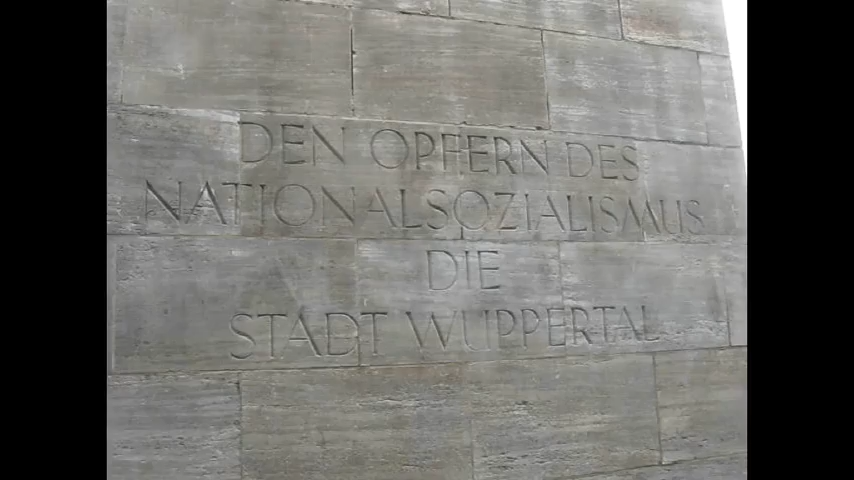 DEN OPFERN DES
NATIONALSOZIALISMUS
DIE
STADT WUPPERTAL